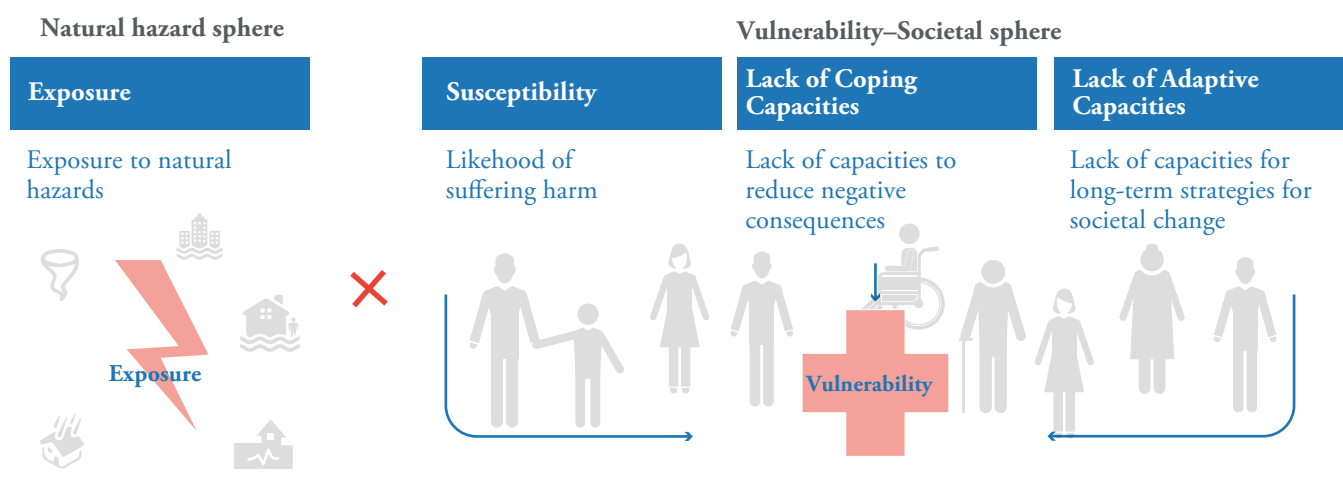 Natural hazard sphere
Vulnerability–Societal sphere
Exposure
Exposure to natural
hazards
Exposure
Susceptibility
Likehood of
suffering harm
Lack of Coping
Capacities
Lack of capacities to
reduce negative
consequences
Vulnerability
Lack of Adaptive
Capacities
Lack of capacities for
long-term strategies for
societal change